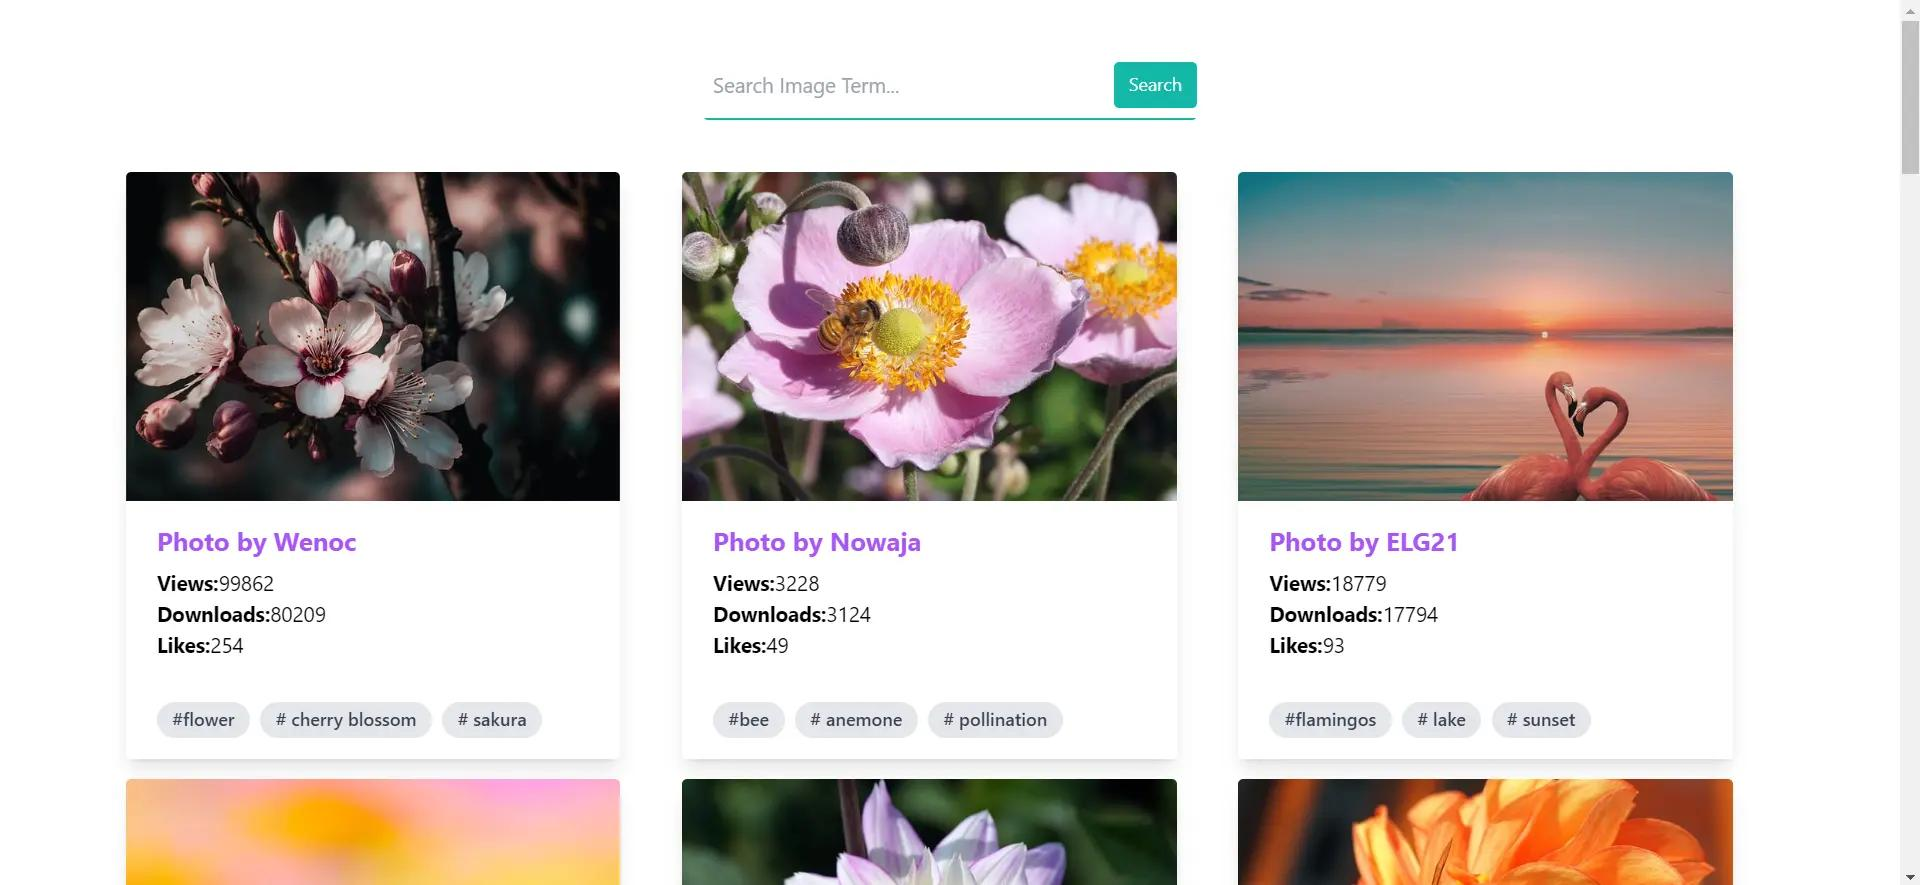 Search Image Term...
Search
Photo by Wenoc
Views:99862
Downloads:80209
Likes:254
#flower # cherry blossom # sakura
Photo by Nowaja
Views:3228
Downloads:3124
Likes:49
#bee # anemone # pollination
Photo by ELG21
Views:18779
Downloads:17794
Likes:93
#flamingos # lake # sunset